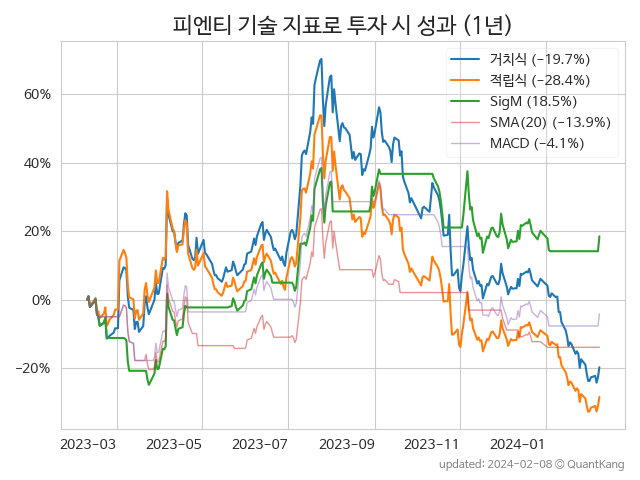 피엔티 기술 지표로 투자 시 성과 (1년)
거치식 (−19.7%)
적립식 (−28.4%)
SigM (18.5%)
SMA(20) (−13.9%)
MACD (−4.1%)
60%
40%
20%
0%
−20%
2023-03 2023-05 2023-07 2023-09 2023-11 2024-01
updated: 2024-02-08 © QuantKang